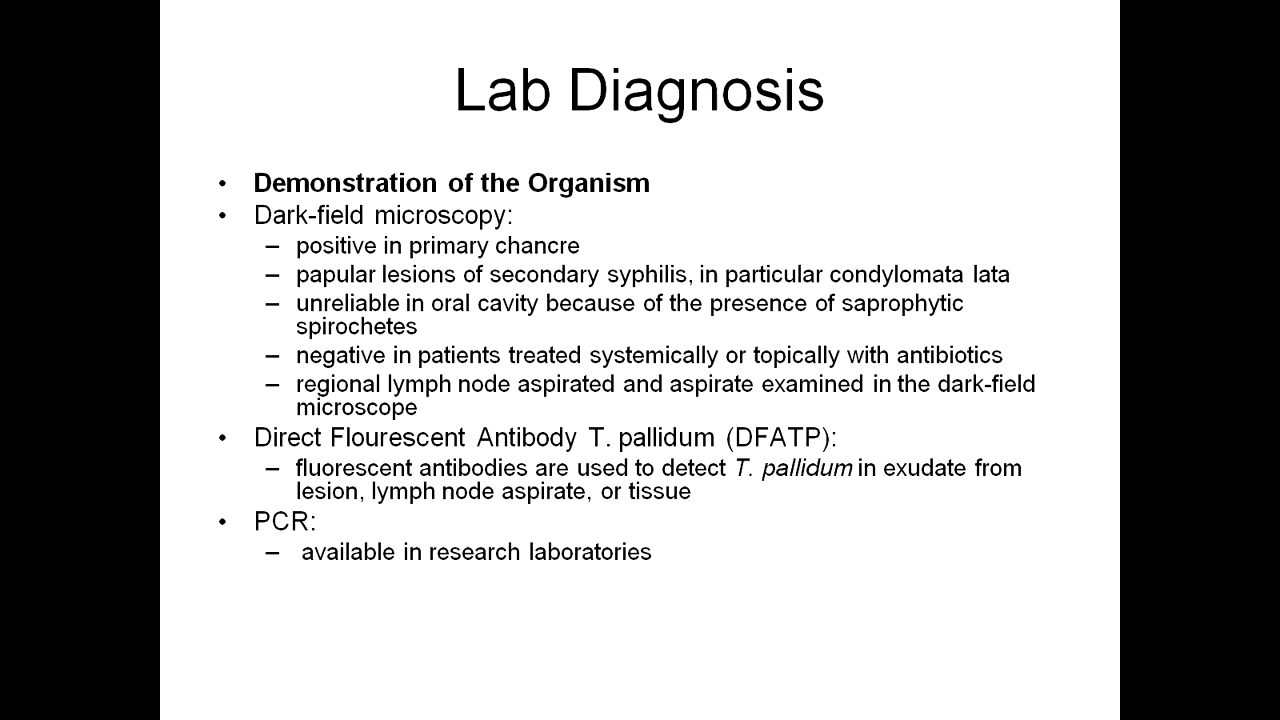 Lab Diagnosis
• Demonstration of the Organism
• Dark-field microscopy:
– positive in primary chancre
– papular lesions of secondary syphilis, in particular condylomata lata
– unreliable in oral cavity because of the presence of saprophytic
spirochetes
– negative in patients treated systemically or topically with antibiotics
– regional lymph node aspirated and aspirate examined in the dark-field
microscope
• Direct Flourescent Antibody T. pallidum (DFATP):
– fluorescent antibodies are used to detect T. pallidum in exudate from
lesion, lymph node aspirate, or tissue
• PCR:
– available in research laboratories